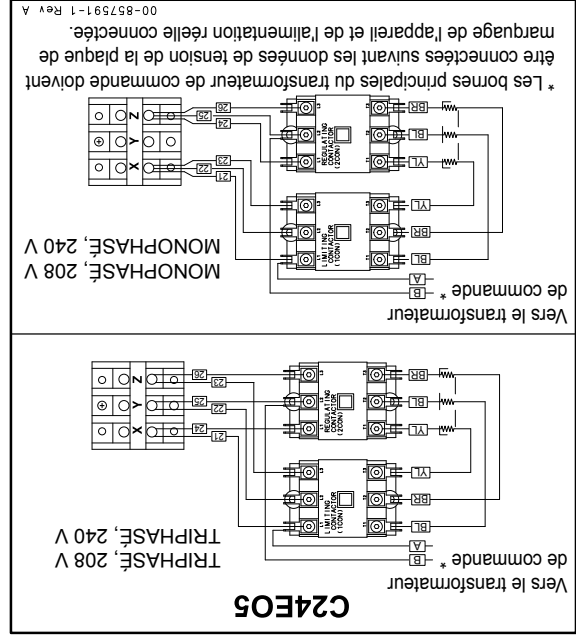 C24EO5
Vers le transformateur
de commande *
B
A
TRIPHASÉ, 208 V
TRIPHASÉ, 240 V
BL
BR
YL
LIMITING
CONTACTOR
(1CON)
YL
BL
BR
REGULATING
CONTACTOR
(2CON)
21
24
22
25
23
26
X
Y
Z
Vers le transformateur
de commande *
B
A
MONOPHASÉ, 208 V
MONOPHASÉ, 240 V
BL
BR
YL
LIMITING
CONTACTOR
(1CON)
YL
BL
BR
REGULATING
CONTACTOR
(2CON)
21
22
23
24
25
26
X
Y
Z
* Les bornes principales du transformateur de commande doivent
être connectées suivant les données de tension de la plaque de
marquage de l'appareil et de l'alimentation réelle connectée.
00-857591-1 Rev A